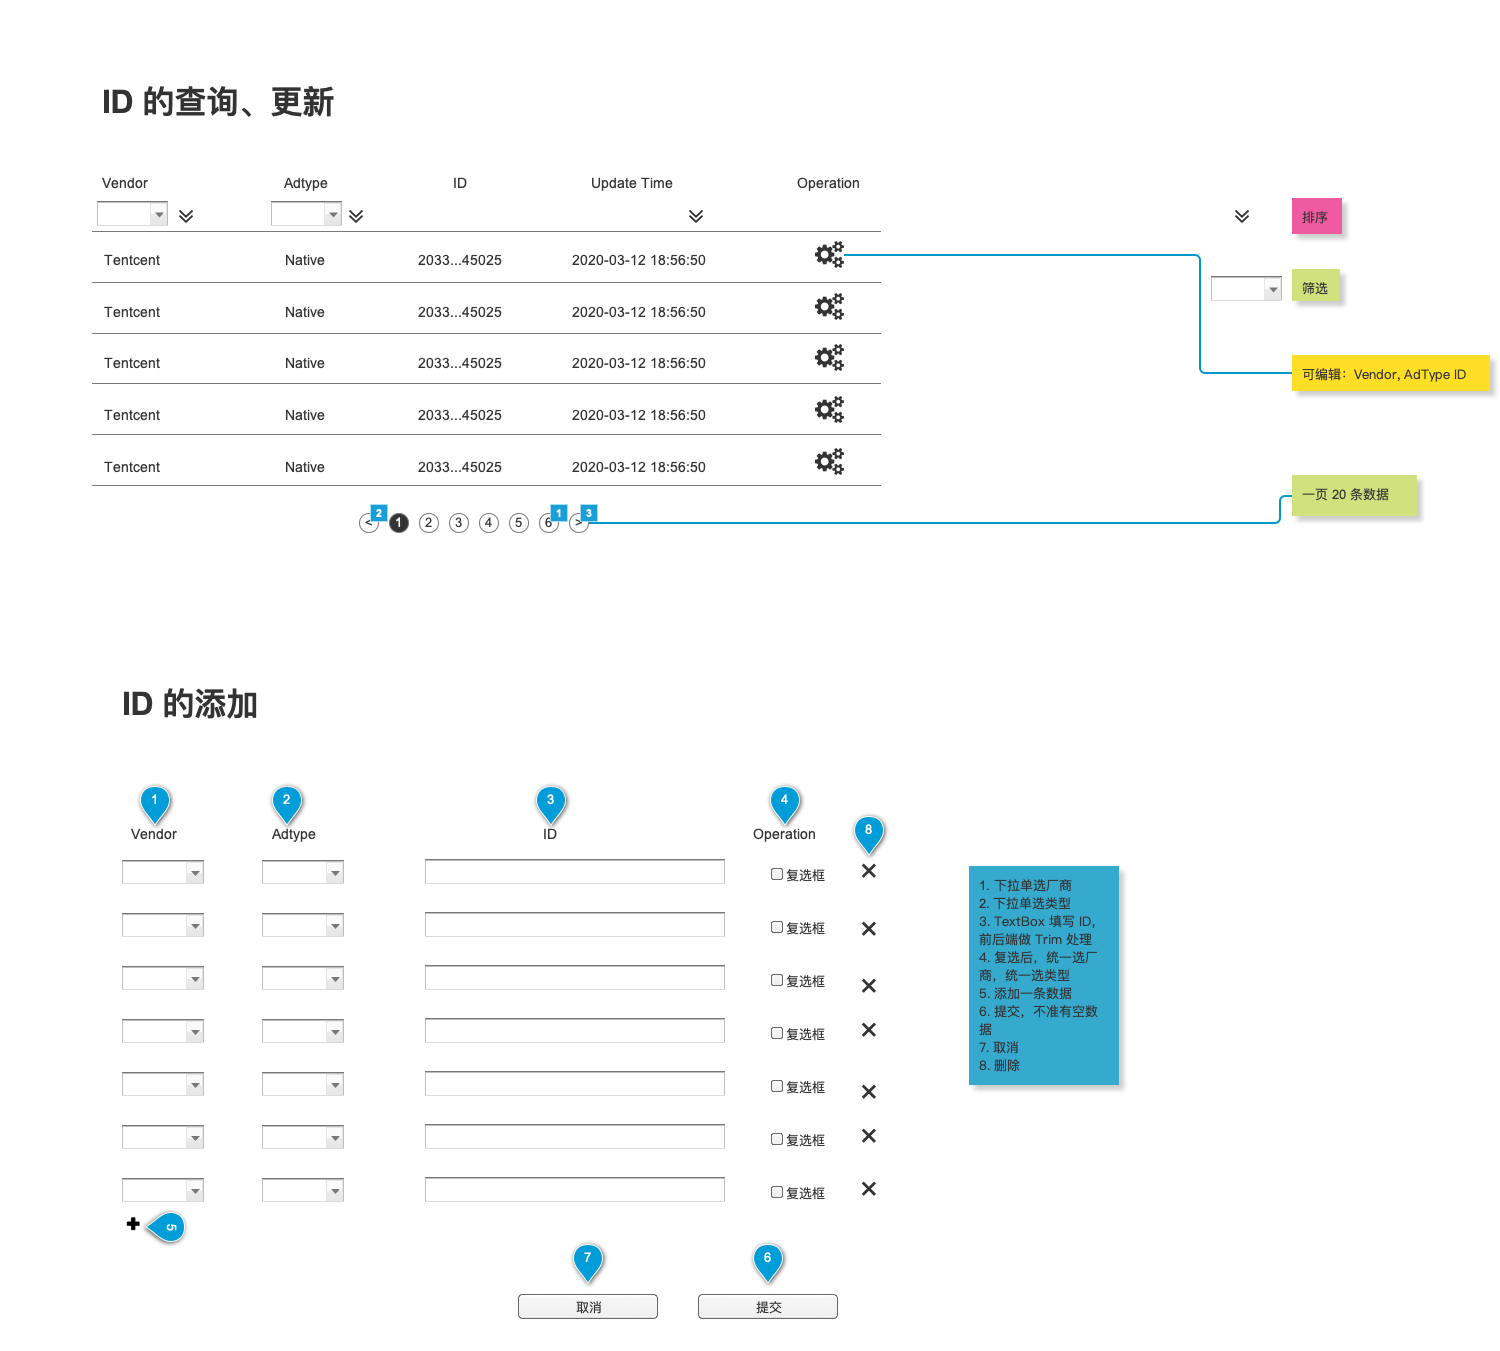 ID 的查询、更新
Vendor Adtype ID Update Time Operation
排序
Tentcent Native 2033...45025 2020-03-12 18:56:50
筛选
Tentcent Native 2033...45025 2020-03-12 18:56:50
Tentcent Native 2033...45025 2020-03-12 18:56:50
可编辑：Vendor, AdType ID
Tentcent Native 2033...45025 2020-03-12 18:56:50
Tentcent Native 2033...45025 2020-03-12 18:56:50
一页 20 条数据
2 1 3
< 1 2 3 4 5 6 >
ID 的添加
1 2 3 4
Vendor Adtype ID Operation
8
复选框
复选框
复选框
复选框
复选框
复选框
复选框
1. 下拉单选厂商
2. 下拉单选类型
3. TextBox 填写 ID,
前后端做 Trim 处理
4. 复选后，统一选厂
商，统一选类型
5. 添加一条数据
6. 提交，不准有空数
据
7. 取消
8. 删除
5
7 6
取消 提交